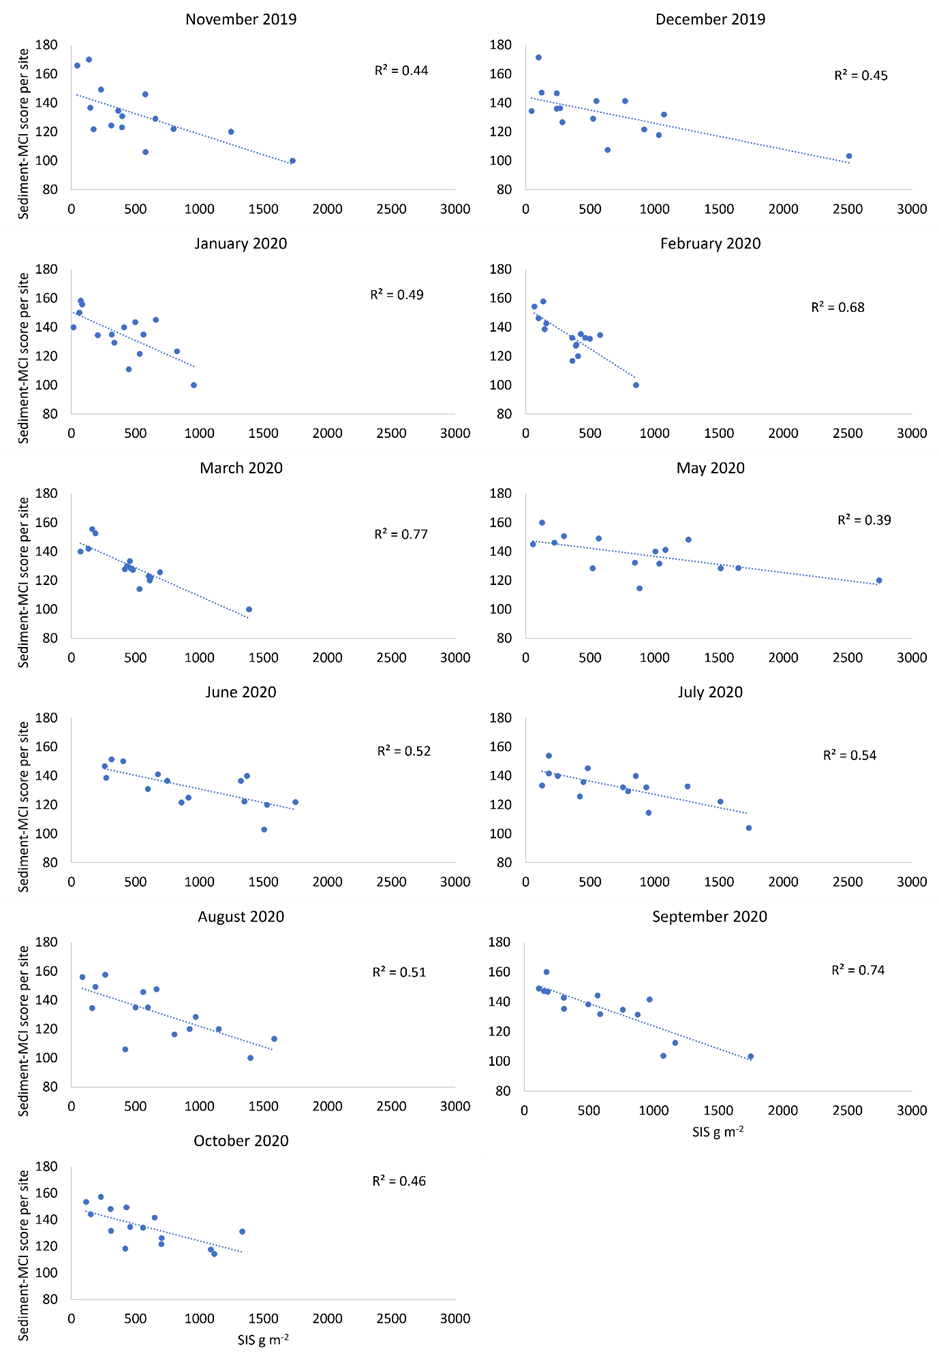 November 2019
Sediment-MCI score per site
180
160
140
120
100
80
R² = 0.44
0 500 1000 1500 2000 2500 3000
December 2019
180
160
140
120
100
80
R² = 0.45
0 500 1000 1500 2000 2500 3000
January 2020
Sediment-MCI score per site
180
160
140
120
100
80
R² = 0.49
0 500 1000 1500 2000 2500 3000
February 2020
180
160
140
120
100
80
R² = 0.68
0 500 1000 1500 2000 2500 3000
March 2020
Sediment-MCI score per site
180
160
140
120
100
80
R² = 0.77
0 500 1000 1500 2000 2500 3000
May 2020
180
160
140
120
100
80
R² = 0.39
0 500 1000 1500 2000 2500 3000
June 2020
Sediment-MCI score per site
180
160
140
120
100
80
R² = 0.52
0 500 1000 1500 2000 2500 3000
July 2020
180
160
140
120
100
80
R² = 0.54
0 500 1000 1500 2000 2500 3000
August 2020
Sediment-MCI score per site
180
160
140
120
100
80
R² = 0.51
0 500 1000 1500 2000 2500 3000
September 2020
180
160
140
120
100
80
R² = 0.74
0 500 1000 1500 2000 2500 3000
SIS g m⁻²
October 2020
Sediment-MCI score per site
180
160
140
120
100
80
R² = 0.46
0 500 1000 1500 2000 2500 3000
SIS g m⁻²